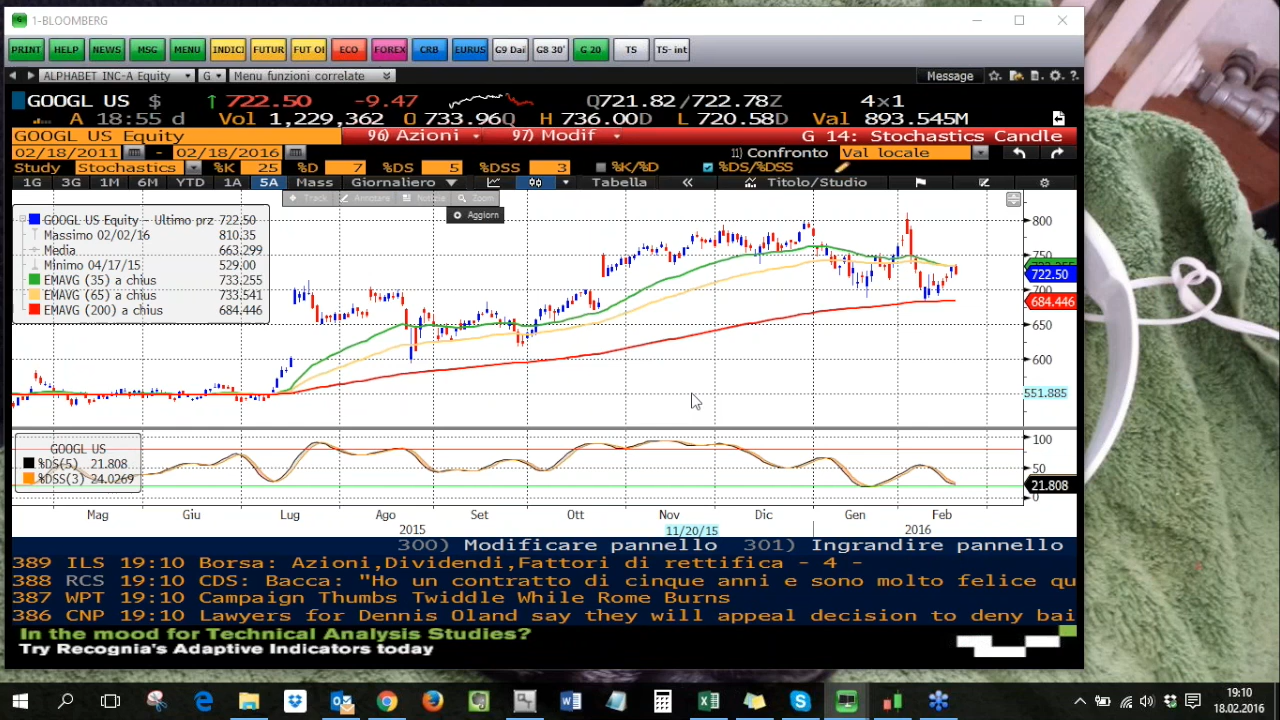 1-BLOOMBERG
PRINT HELP NEWS MSG MENU INDICI FUTUR FUT OI ECO FOREX CRB EURUS G9 Dai G8 30' G 20 TS TS- int
ALPHABET INC-A Equity G Menu funzioni correlate Message
GOOGL US $ ↑ 722.50 -9.47 Q721.82/722.78Z 4×1
A 18:55 d Vol 1,229,362 O 733.96Q H 736.00D L 720.58D Val 893.545M
GOOGL US Equity 96) Azioni 97) Modif G 14: Stochastics Candle
02/18/2011 - 02/18/2016 11) Confronto Val locale
Study Stochastics %K 25 %D 7 %DS 5 %DSS 3 %K/%D %DS/%DSS
1G 3G 1M 6M YTD 1A 5A Mass Giornaliero Tabella « Titolo/Studio
Track Annotare Notizie Zoom
Aggiorn
GOOGL US Equity - Ultimo prz 722.50
Massimo 02/02/16 810.35
Media 663.299
Minimo 04/17/15 529.00
EMAVG (35) a chius 733.255
EMAVG (65) a chius 733.541
EMAVG (200) a chius 684.446
800
750
722.50
700
684.446
650
600
551.885
GOOGL US
%DS(5) 21.808
%DSS(3) 24.0269
100
50
21.808
0
Mag Giu Lug Ago Set Ott Nov Dic Gen Feb
2015 11/20/15 2016
300) Modificare pannello 301) Ingrandire pannello
389 ILS 19:10 Borsa: Azioni,Dividendi,Fattori di rettifica - 4 -
388 RCS 19:10 CDS: Bacca: "Ho un contratto di cinque anni e sono molto felice qu
387 WPT 19:10 Campaign Thumbs Twiddle While Rome Burns
386 CNP 19:10 Lawyers for Dennis Oland say they will appeal decision to deny bai
In the mood for Technical Analysis Studies?
Try Recognia's Adaptive Indicators today
19:10
18.02.2016